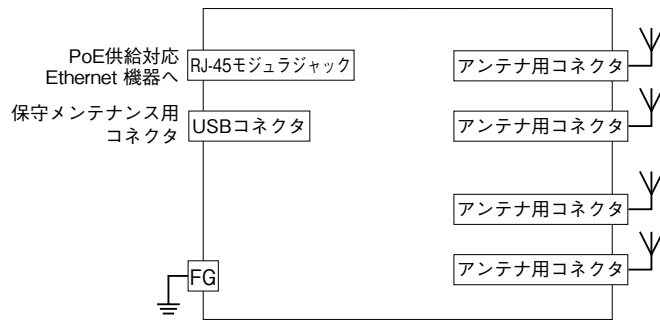 PoE供給対応
Ethernet 機器へ
RJ-45モジュラジャック
保守メンテナンス用
コネクタ
USBコネクタ
FG
アンテナ用コネクタ
アンテナ用コネクタ
アンテナ用コネクタ
アンテナ用コネクタ